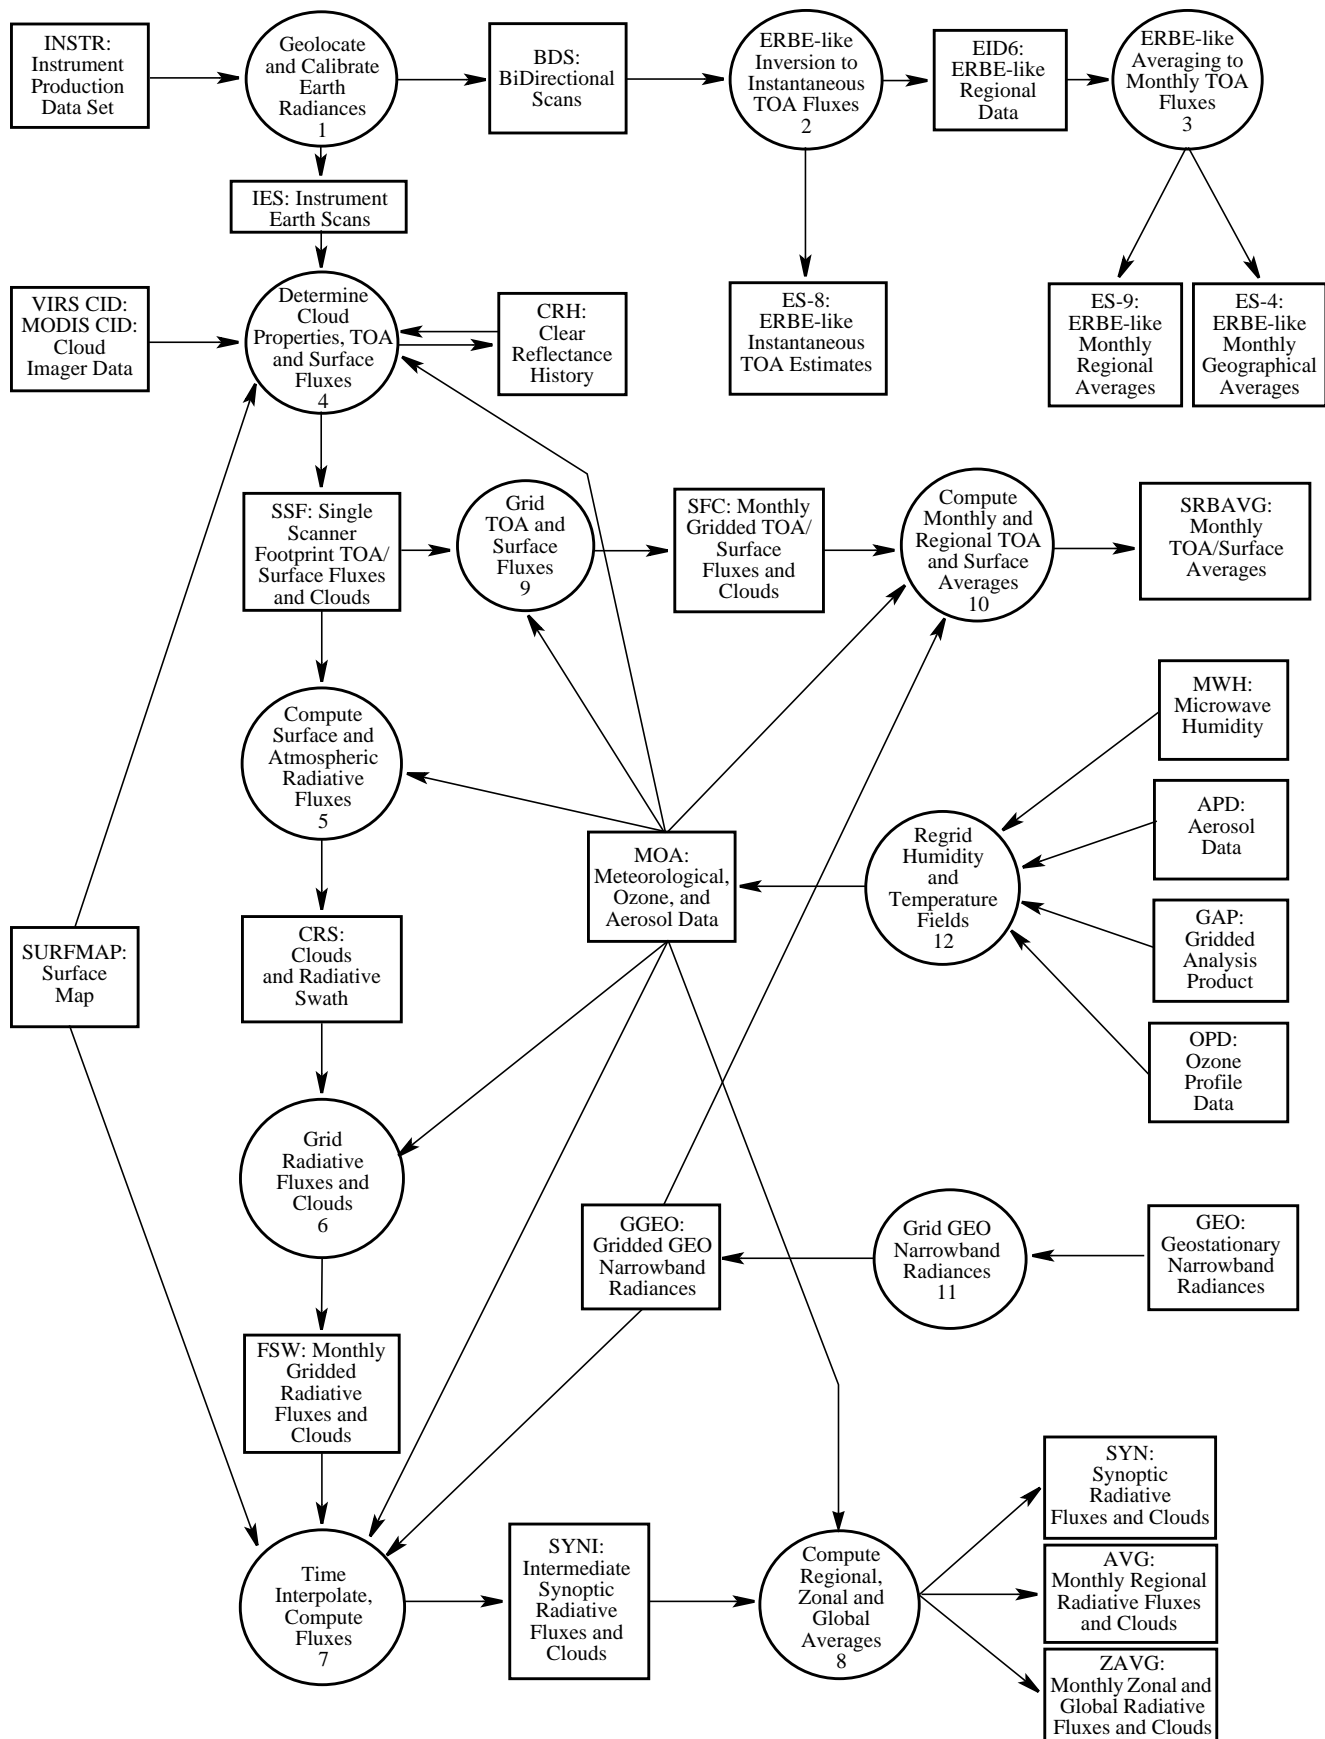 INSTR:
Instrument
Production
Data Set
Geolocate
and Calibrate
Earth
Radiances
1
BDS:
BiDirectional
Scans
ERBE-like
Inversion to
Instantaneous
TOA Fluxes
2
EID6:
ERBE-like
Regional
Data
ERBE-like
Averaging to
Monthly TOA
Fluxes
3
IES: Instrument
Earth Scans
VIRS CID:
MODIS CID:
Cloud
Imager Data
Determine
Cloud
Properties, TOA
and Surface
Fluxes
4
CRH:
Clear
Reflectance
History
ES-8:
ERBE-like
Instantaneous
TOA Estimates
ES-9:
ERBE-like
Monthly
Regional
Averages
ES-4:
ERBE-like
Monthly
Geographical
Averages
SSF: Single
Scanner
Footprint TOA/
Surface Fluxes
and Clouds
Grid
TOA and
Surface
Fluxes
9
SFC: Monthly
Gridded TOA/
Surface
Fluxes and
Clouds
Compute
Monthly and
Regional TOA
and Surface
Averages
10
SRBAVG:
Monthly
TOA/Surface
Averages
MWH:
Microwave
Humidity
Compute
Surface and
Atmospheric
Radiative
Fluxes
5
APD:
Aerosol
Data
MOA:
Meteorological,
Ozone, and
Aerosol Data
Regrid
Humidity
and
Temperature
Fields
12
GAP:
Gridded
Analysis
Product
SURFMAP:
Surface
Map
CRS:
Clouds
and Radiative
Swath
OPD:
Ozone
Profile
Data
Grid
Radiative
Fluxes and
Clouds
6
GGEO:
Gridded GEO
Narrowband
Radiances
Grid GEO
Narrowband
Radiances
11
GEO:
Geostationary
Narrowband
Radiances
FSW: Monthly
Gridded
Radiative
Fluxes and
Clouds
Time
Interpolate,
Compute
Fluxes
7
SYNI:
Intermediate
Synoptic
Radiative
Fluxes and
Clouds
Compute
Regional,
Zonal and
Global
Averages
8
SYN:
Synoptic
Radiative
Fluxes and Clouds
AVG:
Monthly Regional
Radiative Fluxes
and Clouds
ZAVG:
Monthly Zonal and
Global Radiative
Fluxes and Clouds